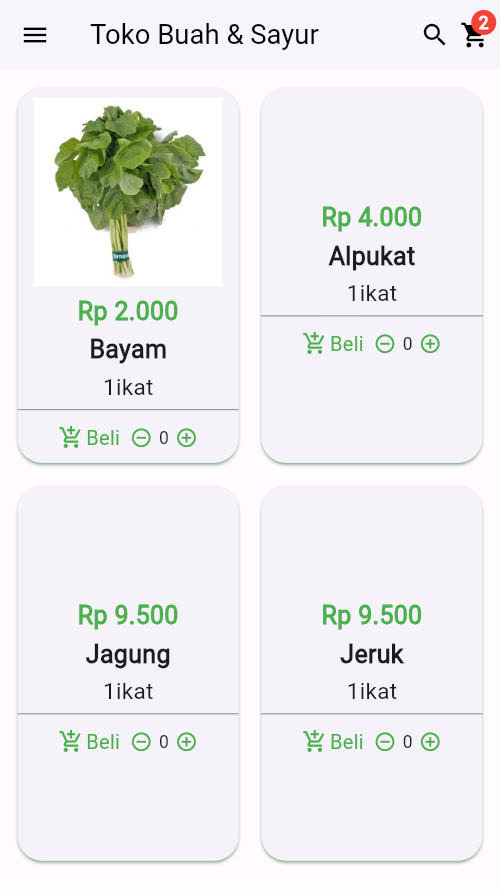 Toko Buah & Sayur
2
Rp 2.000
Bayam
1ikat
Beli 0
Rp 4.000
Alpukat
1ikat
Beli 0
Rp 9.500
Jagung
1ikat
Beli 0
Rp 9.500
Jeruk
1ikat
Beli 0